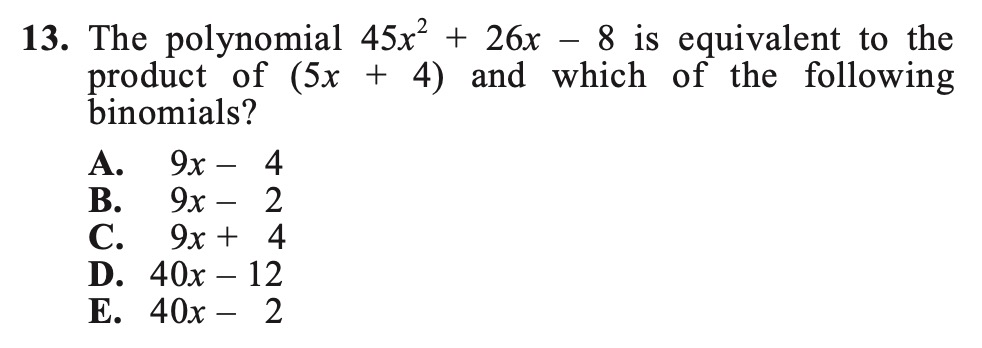 13. The polynomial 45x² + 26x – 8 is equivalent to the
product of (5x + 4) and which of the following
binomials?
A. 9x – 4
B. 9x – 2
C. 9x + 4
D. 40x – 12
E. 40x – 2